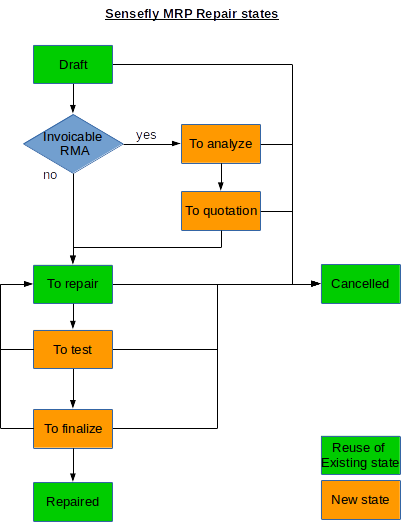 Sensefly MRP Repair states
Draft
Invoicable
RMA
yes
no
To analyze
To quotation
To repair
Cancelled
To test
To finalize
Repaired
Reuse of
Existing state
New state